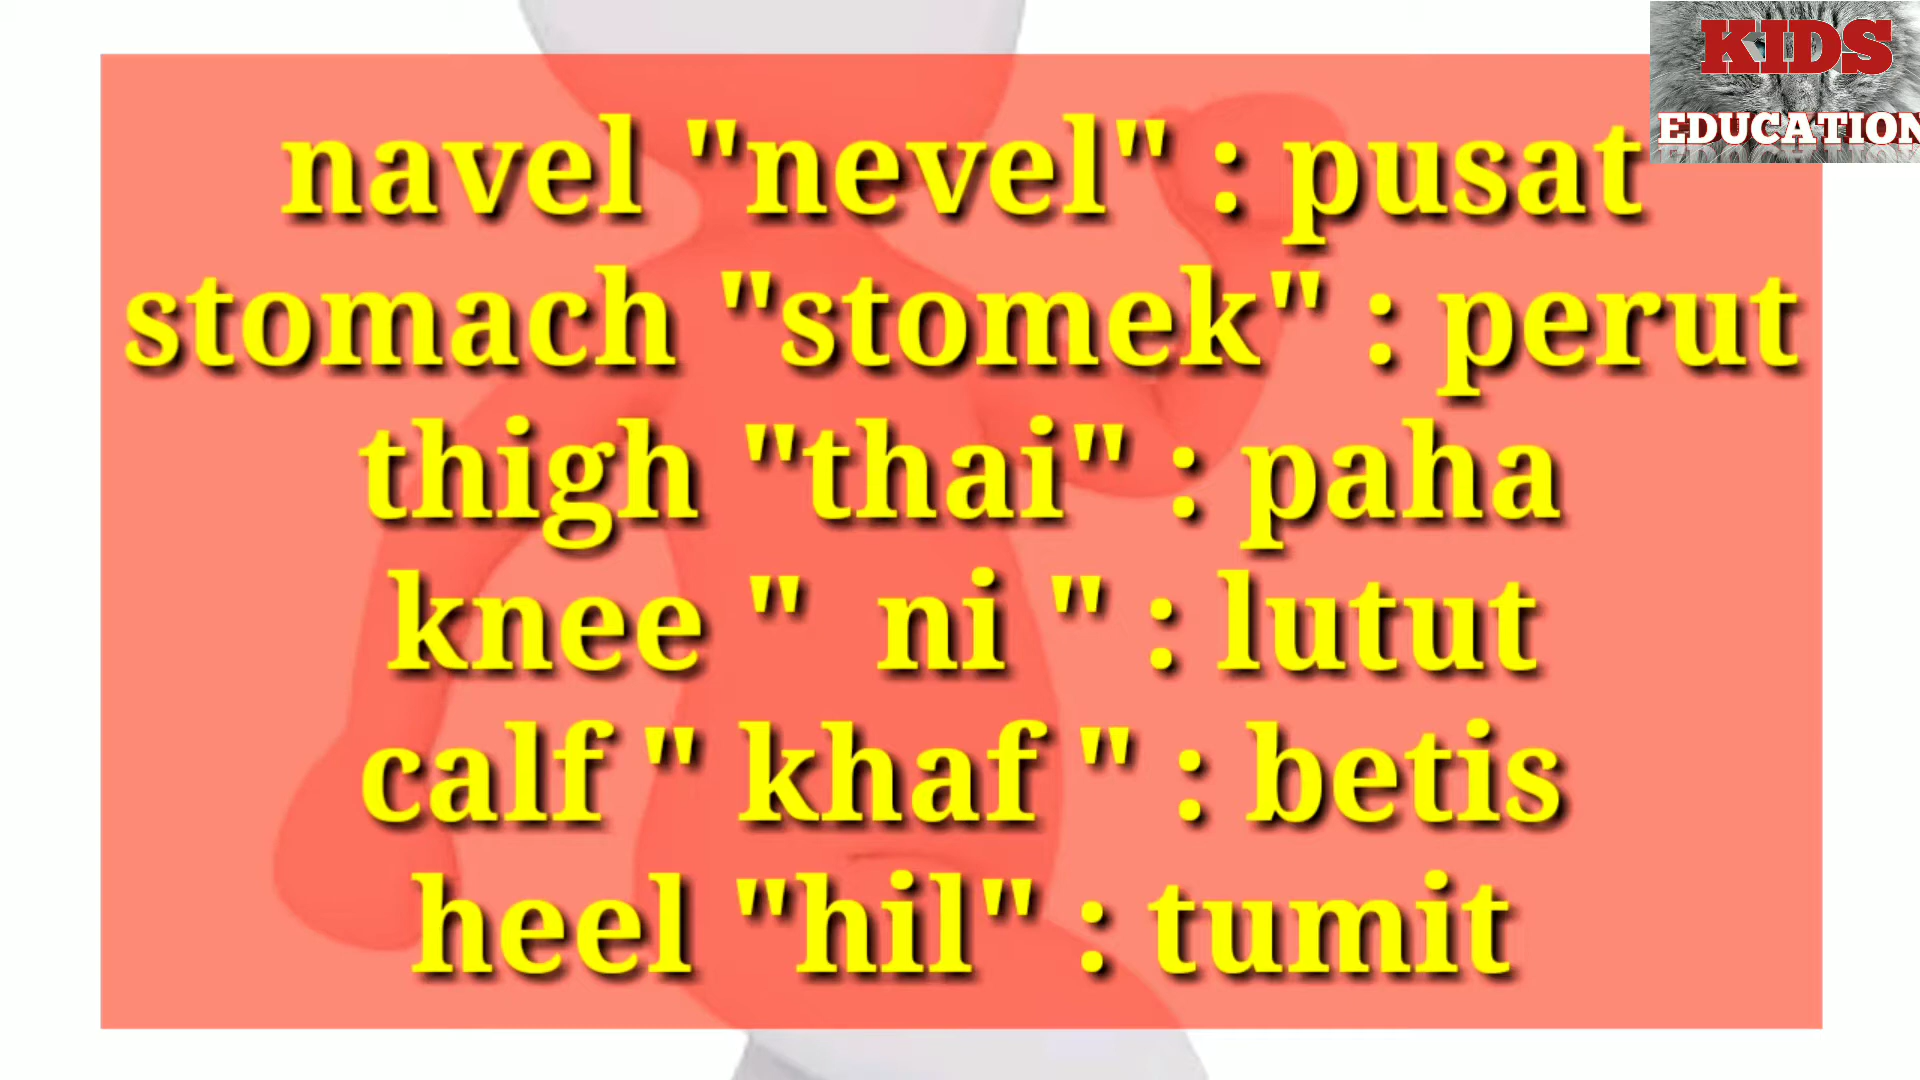 KIDS
EDUCATION
navel "nevel" : pusat
stomach "stomek" : perut
thigh "thai" : paha
knee "  ni " : lutut
calf " khaf " : betis
heel "hil" : tumit